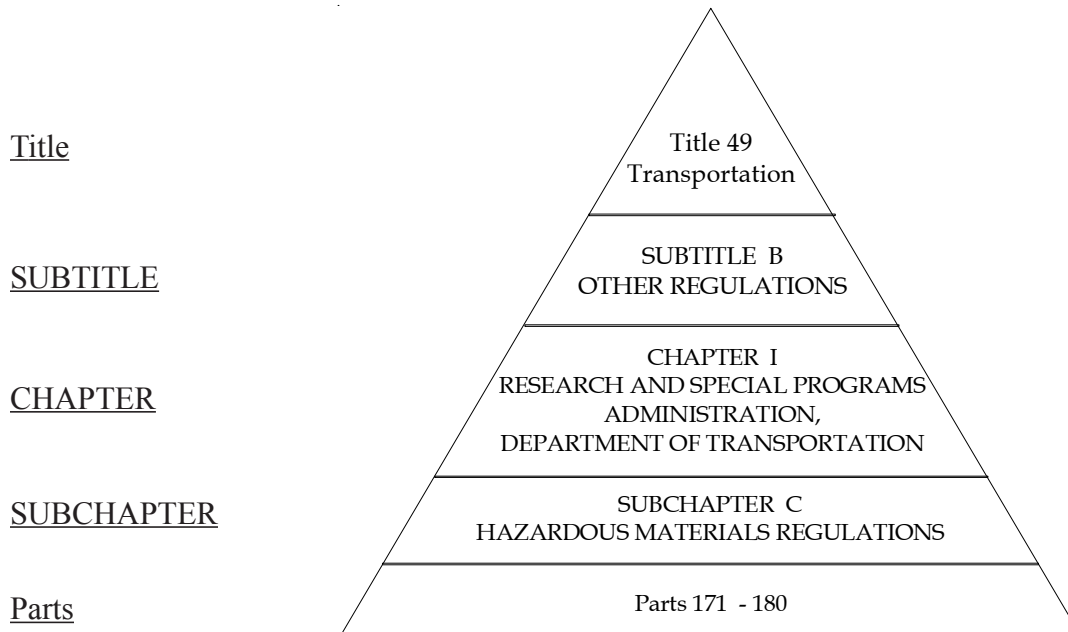 Title
Title 49
Transportation
SUBTITLE
SUBTITLE B
OTHER REGULATIONS
CHAPTER
CHAPTER I
RESEARCH AND SPECIAL PROGRAMS
ADMINISTRATION,
DEPARTMENT OF TRANSPORTATION
SUBCHAPTER
SUBCHAPTER C
HAZARDOUS MATERIALS REGULATIONS
Parts
Parts 171 - 180